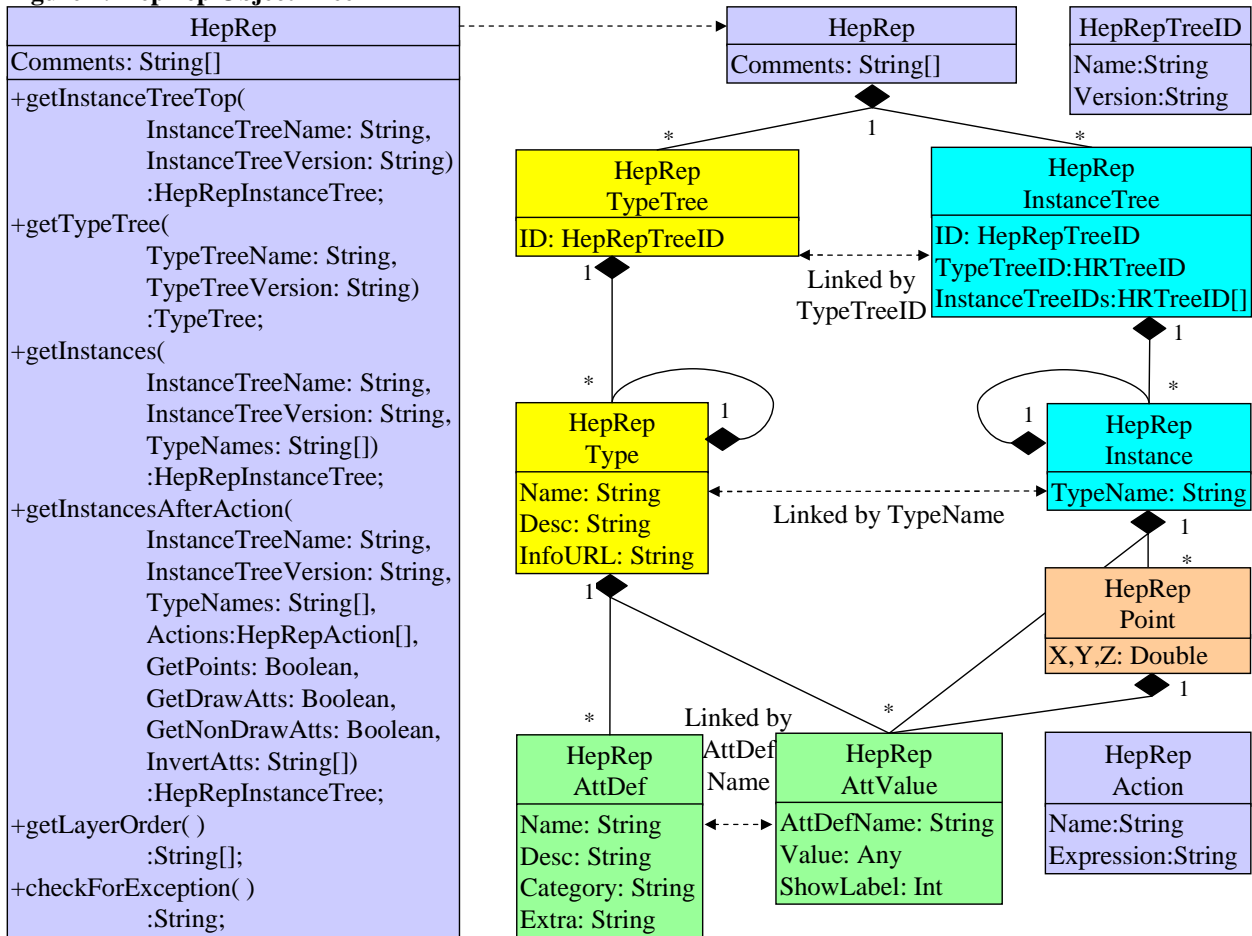 HepRep
Comments: String[]
+getInstanceTreeTop(
InstanceTreeName: String,
InstanceTreeVersion: String)
:HepRepInstanceTree;
+getTypeTree(
TypeTreeName: String,
TypeTreeVersion: String)
:TypeTree;
+getInstances(
InstanceTreeName: String,
InstanceTreeVersion: String,
TypeNames: String[])
:HepRepInstanceTree;
+getInstancesAfterAction(
InstanceTreeName: String,
InstanceTreeVersion: String,
TypeNames: String[],
Actions:HepRepAction[],
GetPoints: Boolean,
GetDrawAtts: Boolean,
GetNonDrawAtts: Boolean,
InvertAtts: String[])
:HepRepInstanceTree;
+getLayerOrder( )
:String[];
+checkForException( )
:String;
HepRep
Comments: String[]
1
*
*
HepRepTreeID
Name:String
Version:String
HepRep
TypeTree
ID: HepRepTreeID
1
Linked by
TypeTreeID
HepRep
InstanceTree
ID: HepRepTreeID
TypeTreeID:HRTreeID
InstanceTreeIDs:HRTreeID[]
1
*
1
HepRep
Type
Name: String
Desc: String
InfoURL: String
1
Linked by TypeName
*
1
HepRep
Instance
TypeName: String
1
*
HepRep
Point
X,Y,Z: Double
1
*
HepRep
AttDef
Name: String
Desc: String
Category: String
Extra: String
Linked by
AttDef
Name
*
HepRep
AttValue
AttDefName: String
Value: Any
ShowLabel: Int
HepRep
Action
Name:String
Expression:String